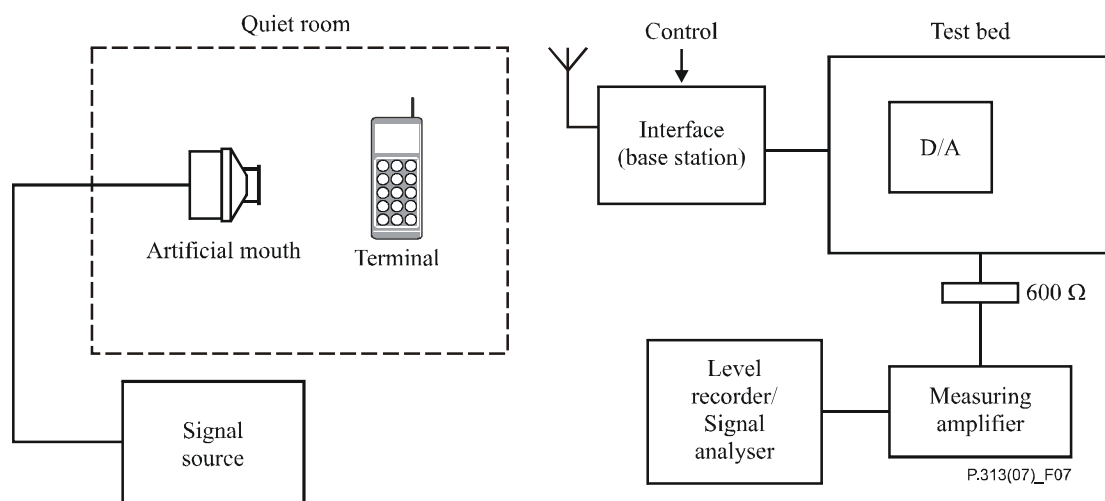 Quiet room
Artificial mouth
Terminal
Signal
source
Control
Test bed
Interface
(base station)
D/A
600 Ω
Level
recorder/
Signal
analyser
Measuring
amplifier
P.313(07)_F07